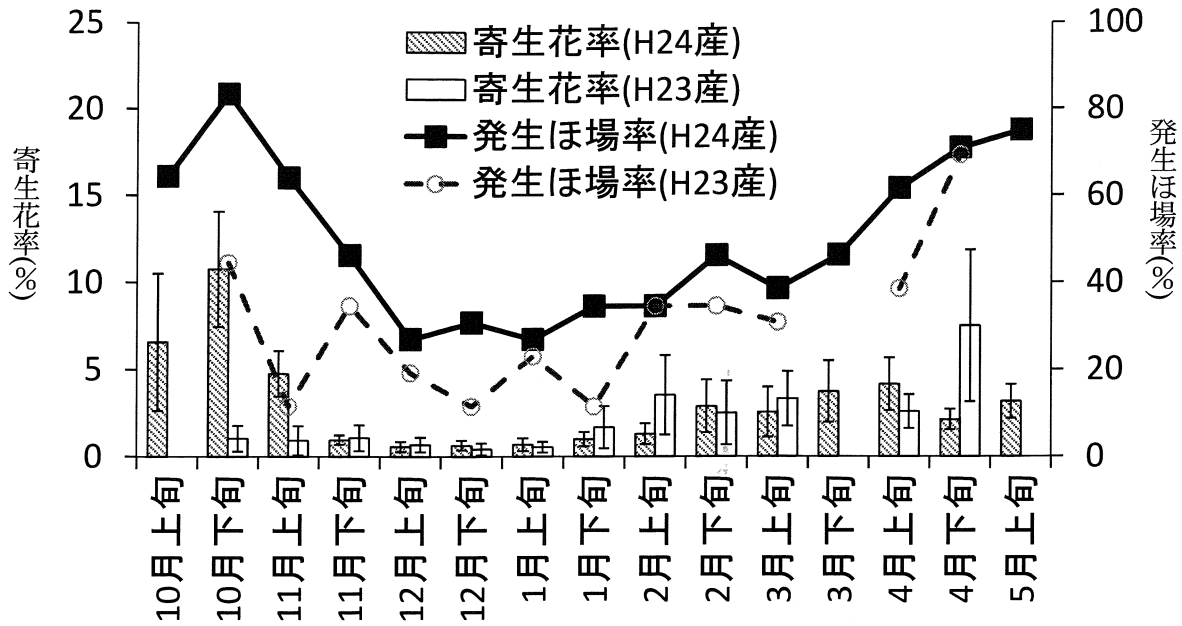 25
20
15
10
5
0
寄生花率(%)
寄生花率(H24産)
寄生花率(H23産)
発生ほ場率(H24産)
発生ほ場率(H23産)
100
80
60
40
20
0
発生ほ場率(%)
10月上旬
10月下旬
11月上旬
11月下旬
12月上旬
12月下旬
1月上旬
1月下旬
2月上旬
2月下旬
3月上旬
3月下旬
4月上旬
4月下旬
5月上旬